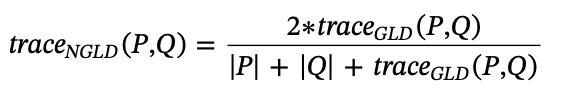 trace_NGLD(P,Q) = 2*trace_GLD(P,Q) / |P| + |Q| + trace_GLD(P,Q)